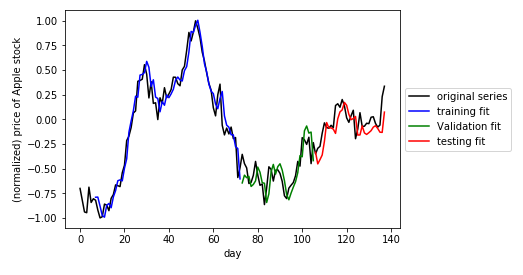 1.00
0.75
0.50
0.25
0.00
−0.25
−0.50
−0.75
−1.00
(normalized) price of Apple stock
0 20 40 60 80 100 120 140
day
original series
training fit
Validation fit
testing fit